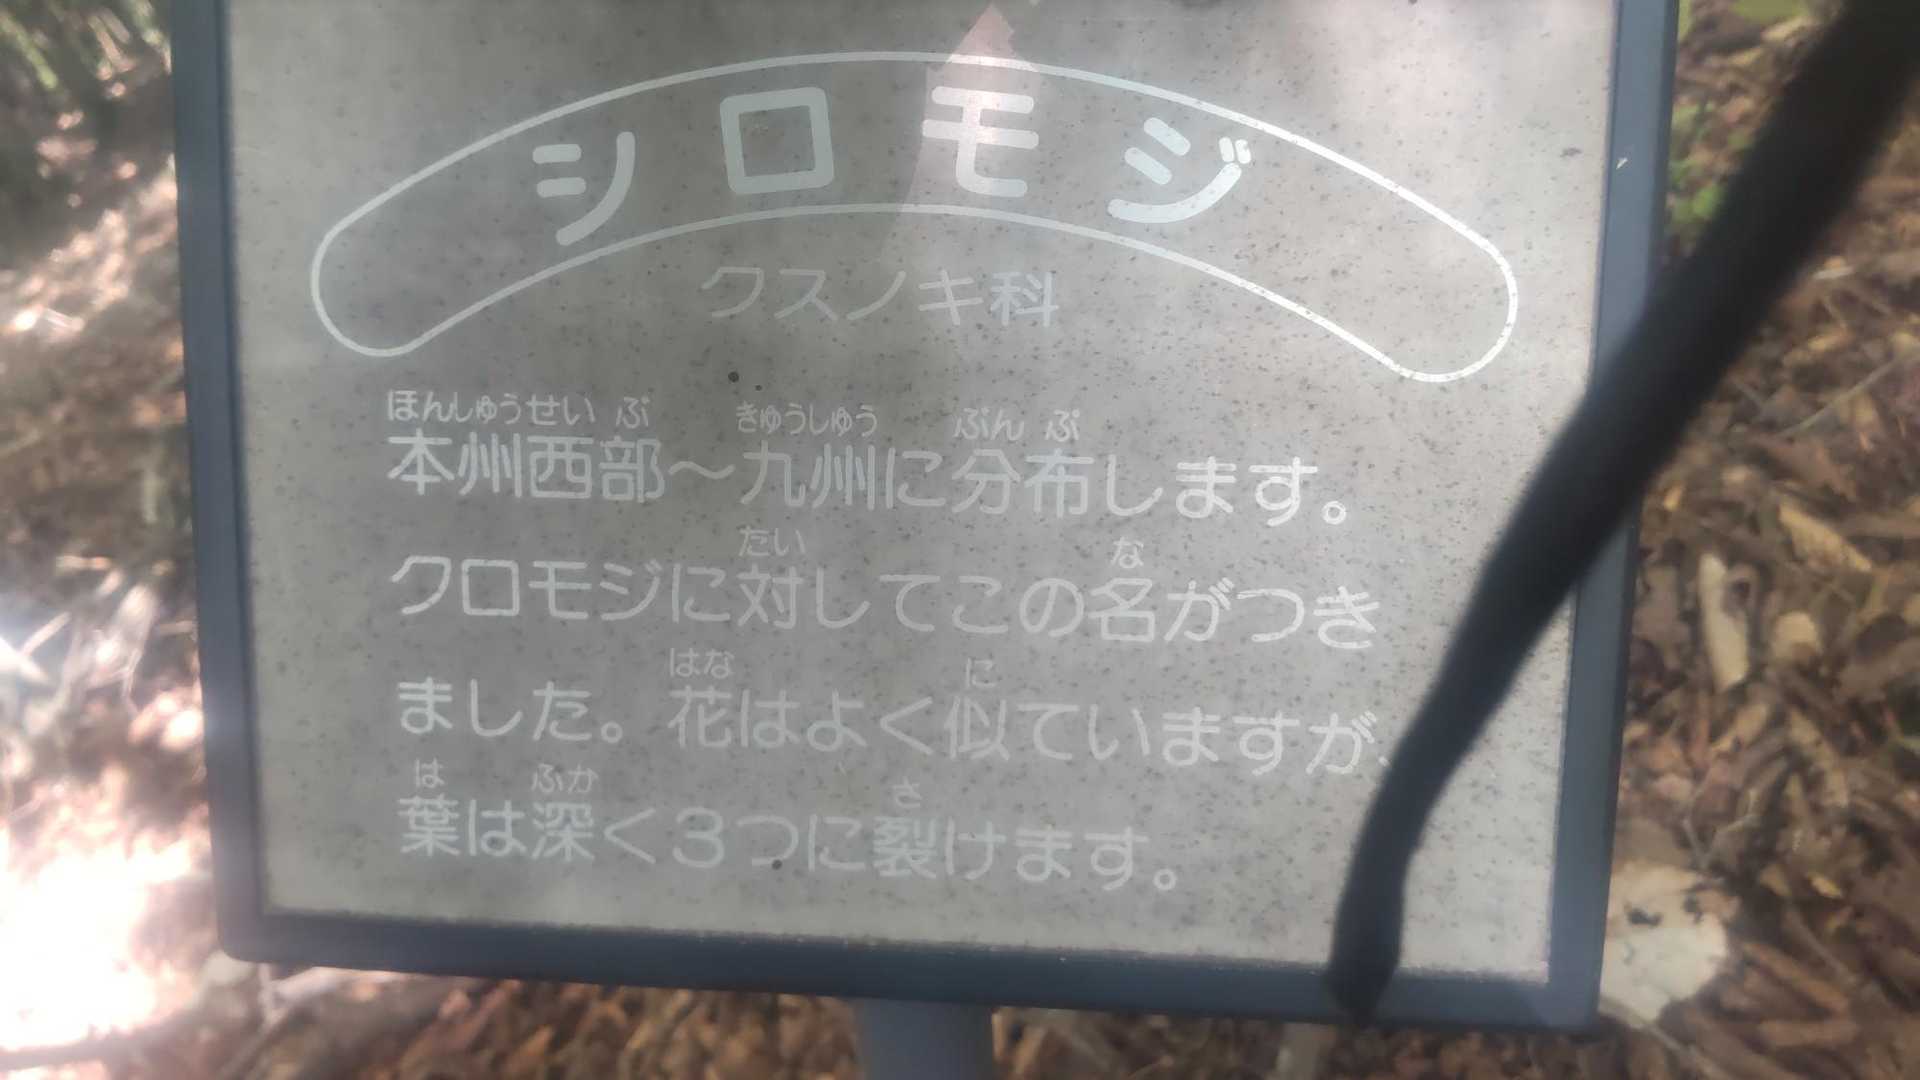 シロモジ
クスノキ科
ほんしゅうせい ぶ きゅうしゅう ぶん ぷ
本州西部～九州に分布します。
たい な
クロモジに対してこの名がつき
はな に
ました。花はよく似ていますが、
は ふか さ
葉は深く３つに裂けます。